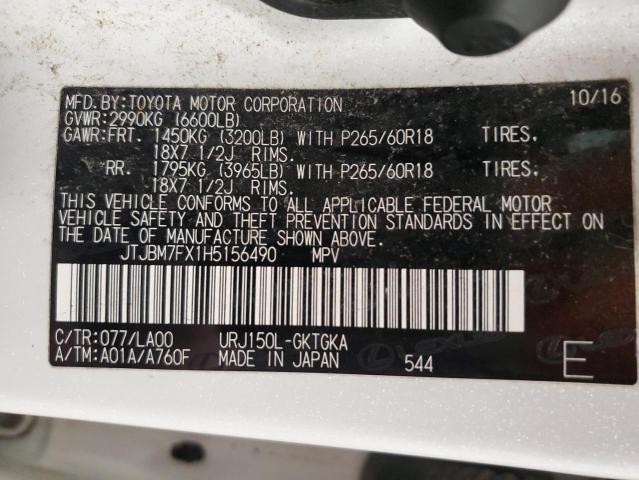 MFD.BY:TOYOTA MOTOR CORPORATION 10/16
GVWR:2990KG (6600LB)
GAWR:FRT. 1450KG (3200LB) WITH P265/60R18 TIRES,
18X7 1/2J RIMS.
RR. 1795KG (3965LB) WITH P265/60R18 TIRES,
18X7 1/2J RIMS.
THIS VEHICLE CONFORMS TO ALL APPLICABLE FEDERAL MOTOR
VEHICLE SAFETY AND THEFT PREVENTION STANDARDS IN EFFECT ON
THE DATE OF MANUFACTURE SHOWN ABOVE.
JTJBM7FX1H5156490 MPV
C/TR:077/LA00 URJ150L-GKTGKA
A/TM:A01A/A760F MADE IN JAPAN 544 E
LEXUS